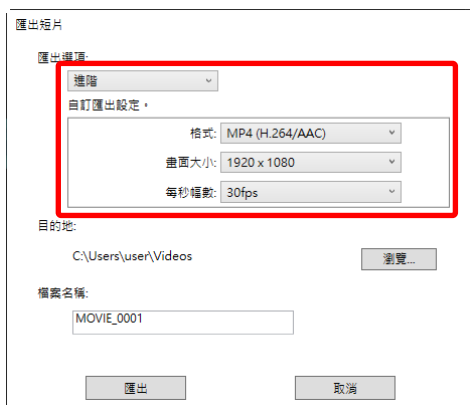 匯出短片
匯出選項:
進階
自訂匯出設定。
格式: MP4 (H.264/AAC)
畫面大小: 1920 x 1080
每秒幅數: 30fps
目的地:
C:\Users\user\Videos 瀏覽...
檔案名稱:
MOVIE_0001
匯出 取消